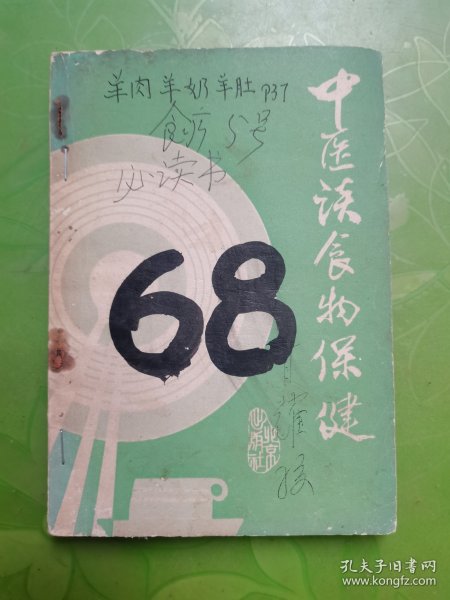 羊肉羊奶羊肚 P37
食疗 5号
必读书
中医谈食物保健
68
北京
出版社
孔夫子旧书网
www.kongfz.com